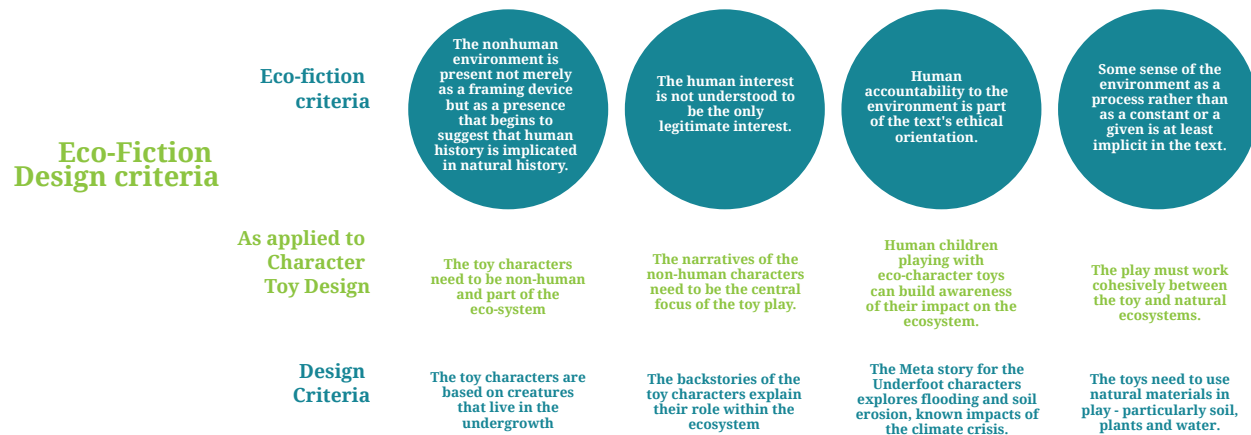 Eco-Fiction
Design criteria
Eco-fiction
criteria
The nonhuman
environment is
present not merely
as a framing device
but as a presence
that begins to
suggest that human
history is implicated
in natural history.
The human interest
is not understood to
be the only
legitimate interest.
Human
accountability to the
environment is part
of the text's ethical
orientation.
Some sense of the
environment as a
process rather than
as a constant or a
given is at least
implicit in the text.
As applied to
Character
Toy Design
The toy characters
need to be non-human
and part of the
eco-system
The narratives of the
non-human characters
need to be the central
focus of the toy play.
Human children
playing with
eco-character toys
can build awareness
of their impact on the
ecosystem.
The play must work
cohesively between
the toy and natural
ecosystems.
Design
Criteria
The toy characters are
based on creatures
that live in the
undergrowth
The backstories of the
toy characters explain
their role within the
ecosystem
The Meta story for the
Underfoot characters
explores flooding and soil
erosion, known impacts of
the climate crisis.
The toys need to use
natural materials in
play - particularly soil,
plants and water.